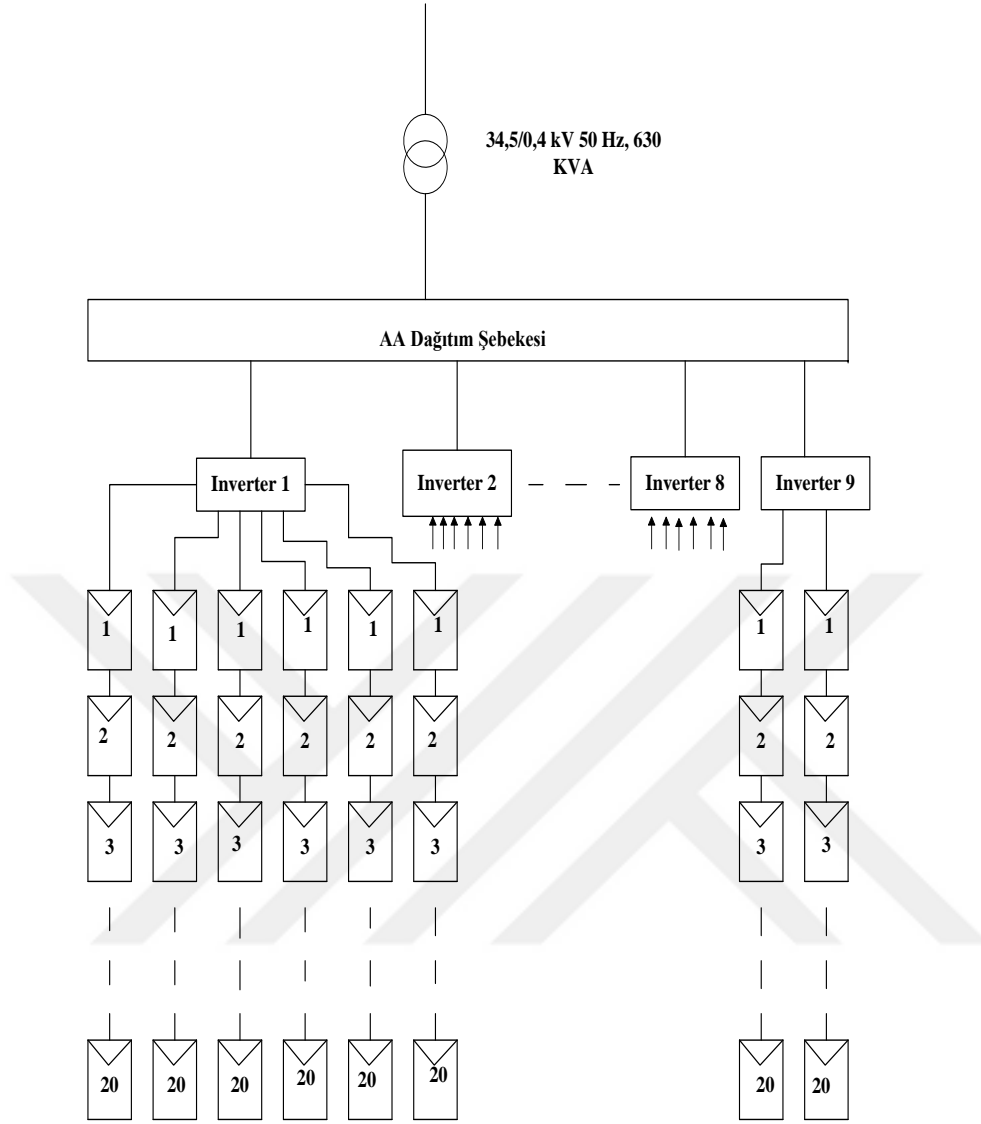 34,5/0,4 kV 50 Hz, 630
KVA
AA Dağıtım Şebekesi
Inverter 1
Inverter 2
Inverter 8
Inverter 9
1 1 1 1 1 1 1 1
2 2 2 2 2 2 2 2
3 3 3 3 3 3 3 3
20 20 20 20 20 20 20 20